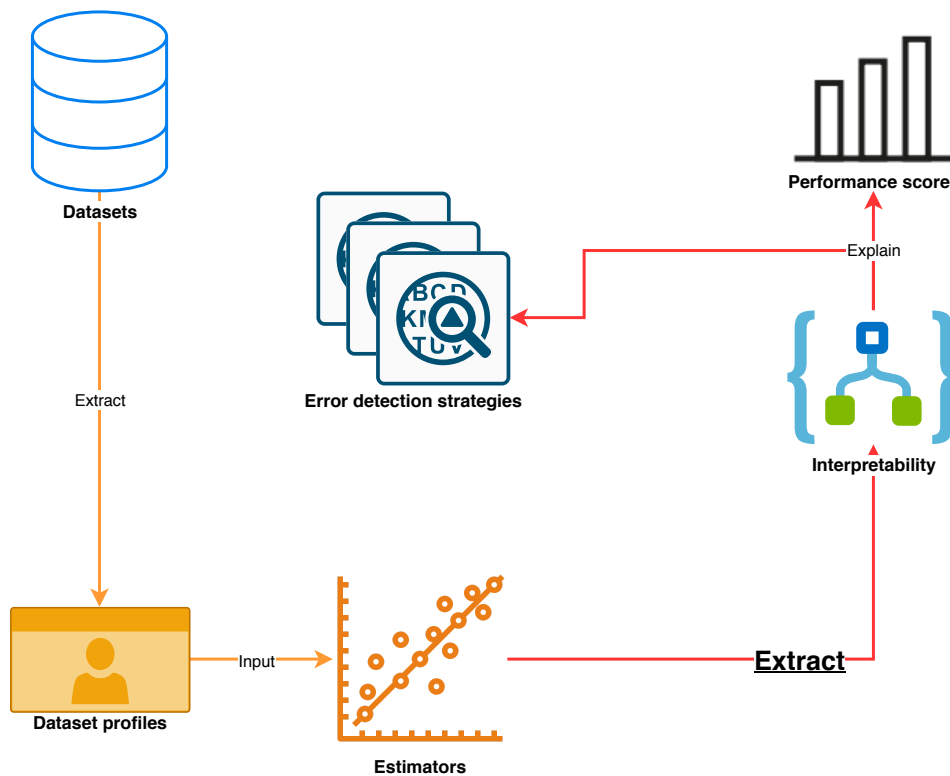 Datasets
Performance score
Explain
Extract
Error detection strategies
Interpretability
Input
Extract
Dataset profiles
Estimators